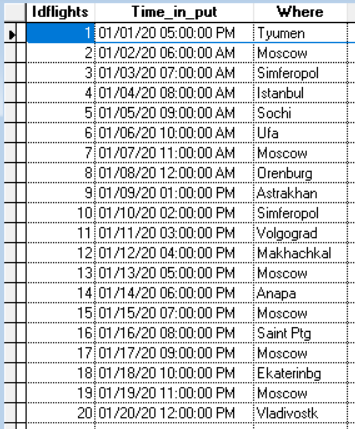 Idflights Time_in_put Where
1 01/01/20 05:00:00 PM Tyumen
2 01/02/20 06:00:00 AM Moscow
3 01/03/20 07:00:00 AM Simferopol
4 01/04/20 08:00:00 AM Istanbul
5 01/05/20 09:00:00 AM Sochi
6 01/06/20 10:00:00 AM Ufa
7 01/07/20 11:00:00 AM Moscow
8 01/08/20 12:00:00 AM Orenburg
9 01/09/20 01:00:00 PM Astrakhan
10 01/10/20 02:00:00 PM Simferopol
11 01/11/20 03:00:00 PM Volgograd
12 01/12/20 04:00:00 PM Makhachkal
13 01/13/20 05:00:00 PM Moscow
14 01/14/20 06:00:00 PM Anapa
15 01/15/20 07:00:00 PM Moscow
16 01/16/20 08:00:00 PM Saint Ptg
17 01/17/20 09:00:00 PM Moscow
18 01/18/20 10:00:00 PM Ekaterinbg
19 01/19/20 11:00:00 PM Moscow
20 01/20/20 12:00:00 PM Vladivostk